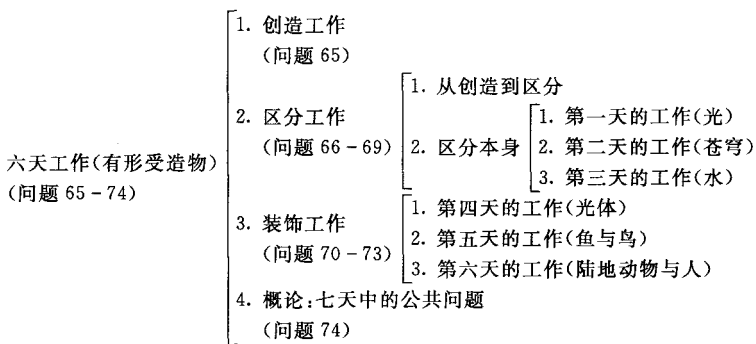 六天工作(有形受造物)
(问题 65-74)
1. 创造工作
(问题 65)
2. 区分工作
(问题 66-69)
1. 从创造到区分
2. 区分本身
1. 第一天的工作(光)
2. 第二天的工作(苍穹)
3. 第三天的工作(水)
3. 装饰工作
(问题 70-73)
1. 第四天的工作(光体)
2. 第五天的工作(鱼与鸟)
3. 第六天的工作(陆地动物与人)
4. 概论:七天中的公共问题
(问题 74)